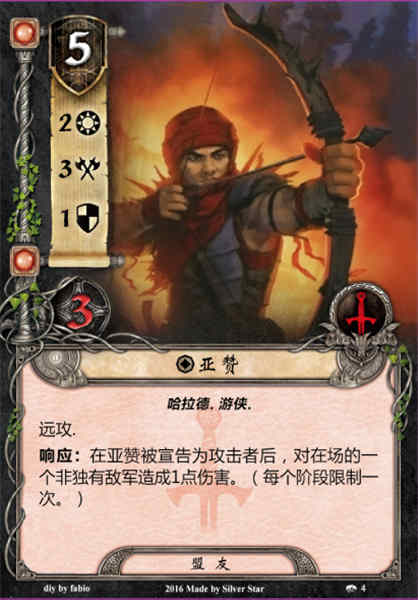 5
2
3
1
3
亚赞
哈拉德. 游侠.
远攻.
响应：在亚赞被宣告为攻击者后，对在场的一
个非独有敌军造成1点伤害。（每个阶段限制一
次。）
盟友
diy by fabio
2016 Made by Silver Star
4